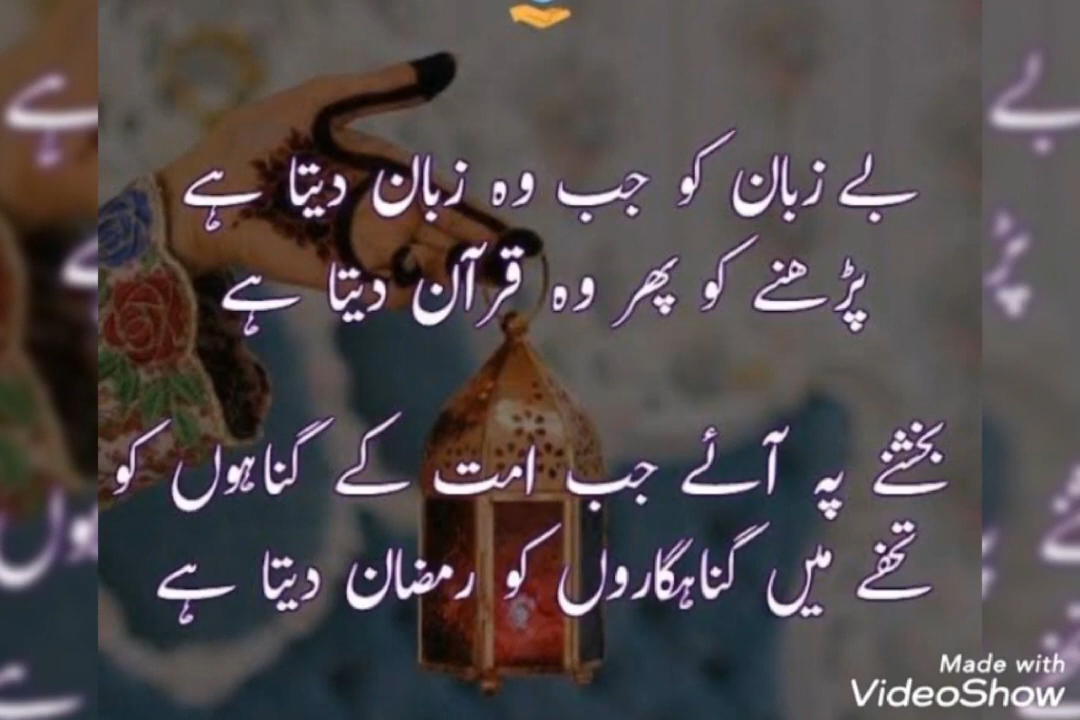 بے زبان کو جب وہ زبان دیتا ہے
پڑھنے کو پھر وہ قرآن دیتا ہے
بخشنے پہ آئے جب امت کے گناہوں کو
تحفے میں گناہگاروں کو رمضان دیتا ہے
Made with
VideoShow